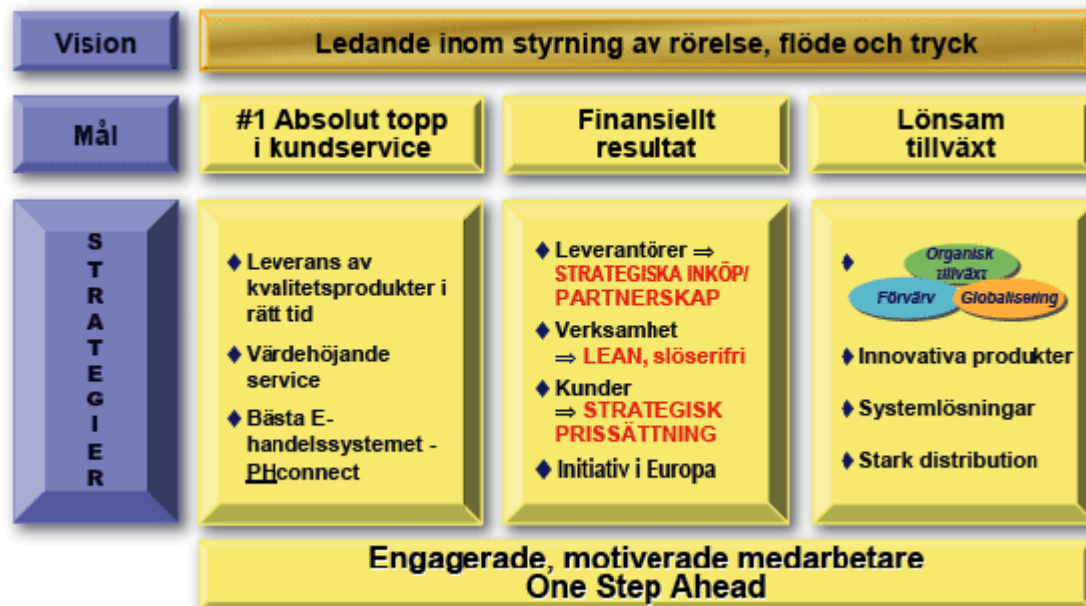 Vision
Ledande inom styrning av rörelse, flöde och tryck
Mål
#1 Absolut topp
i kundservice
Finansiellt
resultat
Lönsam
tillväxt
STRATEGIER
♦ Leverans av
kvalitetsprodukter i
rätt tid
♦ Värdehöjande
service
♦ Bästa E-
handelssystemet -
PHconnect
♦ Leverantörer ⇒
STRATEGISKA INKÖP/
PARTNERSKAP
♦ Verksamhet
⇒ LEAN, slöserifri
♦ Kunder
⇒ STRATEGISK
PRISSÄTTNING
♦ Initiativ i Europa
♦ Organisk
tillväxt
Förvärv
Globalisering
♦ Innovativa produkter
♦ Systemlösningar
♦ Stark distribution
Engagerade, motiverade medarbetare
One Step Ahead